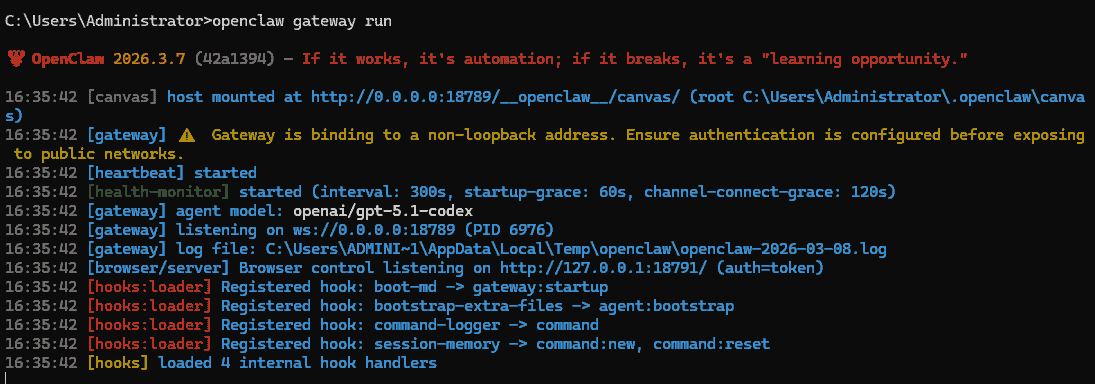 C:\Users\Administrator>openclaw gateway run
OpenClaw 2026.3.7 (42a1394) — If it works, it's automation; if it breaks, it's a "learning opportunity."
16:35:42 [canvas] host mounted at http://0.0.0.0:18789/__openclaw__/canvas/ (root C:\Users\Administrator\.openclaw\canva
s)
16:35:42 [gateway] ⚠ Gateway is binding to a non-loopback address. Ensure authentication is configured before exposing
to public networks.
16:35:42 [heartbeat] started
16:35:42 [health-monitor] started (interval: 300s, startup-grace: 60s, channel-connect-grace: 120s)
16:35:42 [gateway] agent model: openai/gpt-5.1-codex
16:35:42 [gateway] listening on ws://0.0.0.0:18789 (PID 6976)
16:35:42 [gateway] log file: C:\Users\ADMINI~1\AppData\Local\Temp\openclaw\openclaw-2026-03-08.log
16:35:42 [browser/server] Browser control listening on http://127.0.0.1:18791/ (auth=token)
16:35:42 [hooks:loader] Registered hook: boot-md -> gateway:startup
16:35:42 [hooks:loader] Registered hook: bootstrap-extra-files -> agent:bootstrap
16:35:42 [hooks:loader] Registered hook: command-logger -> command
16:35:42 [hooks:loader] Registered hook: session-memory -> command:new, command:reset
16:35:42 [hooks] loaded 4 internal hook handlers